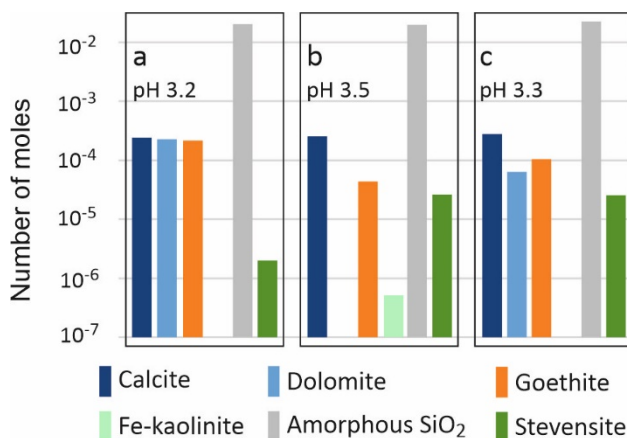 a b c
pH 3.2 pH 3.5 pH 3.3
Number of moles
10⁻²
10⁻³
10⁻⁴
10⁻⁵
10⁻⁶
10⁻⁷
Calcite Dolomite Goethite
Fe-kaolinite Amorphous SiO₂ Stevensite